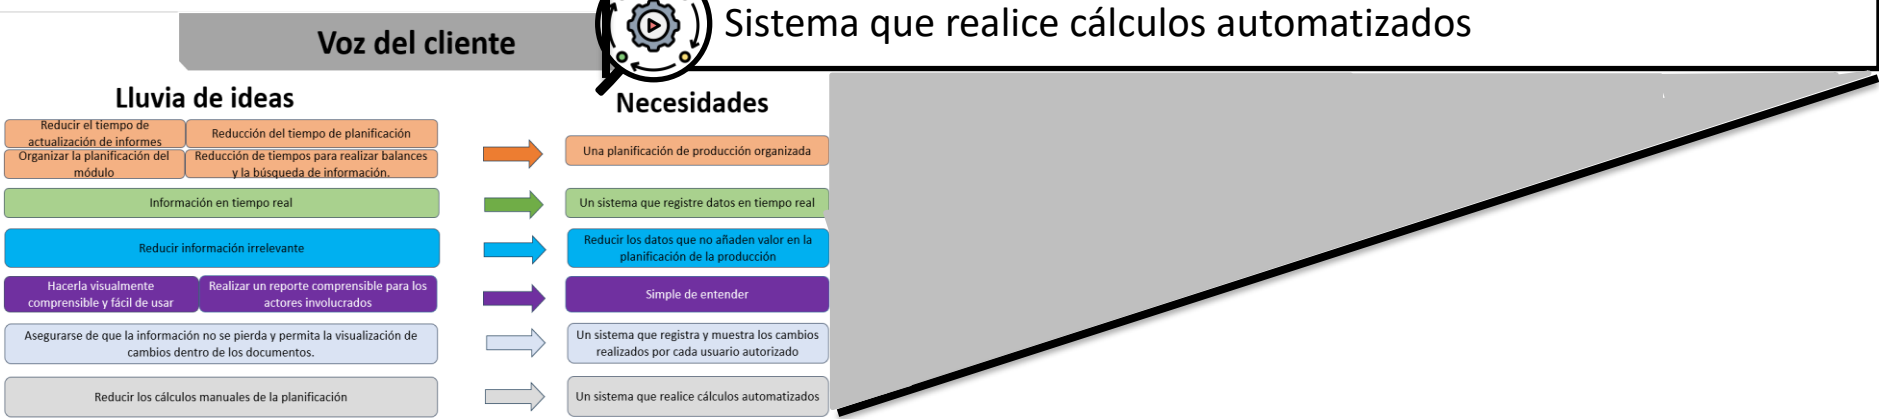 Sistema que realice cálculos automatizados
Voz del cliente
Lluvia de ideas
Necesidades
Reducir el tiempo de
actualización de informes
Reducción del tiempo de planificación
Organizar la planificación del
módulo
Reducción de tiempos para realizar balances
y la búsqueda de información.
Una planificación de producción organizada
Información en tiempo real
Un sistema que registre datos en tiempo real
Reducir información irrelevante
Reducir los datos que no añaden valor en la
planificación de la producción
Hacerla visualmente
comprensible y fácil de usar
Realizar un reporte comprensible para los
actores involucrados
Simple de entender
Asegurarse de que la información no se pierda y permita la visualización de
cambios dentro de los documentos.
Un sistema que registra y muestra los cambios
realizados por cada usuario autorizado
Reducir los cálculos manuales de la planificación
Un sistema que realice cálculos automatizados